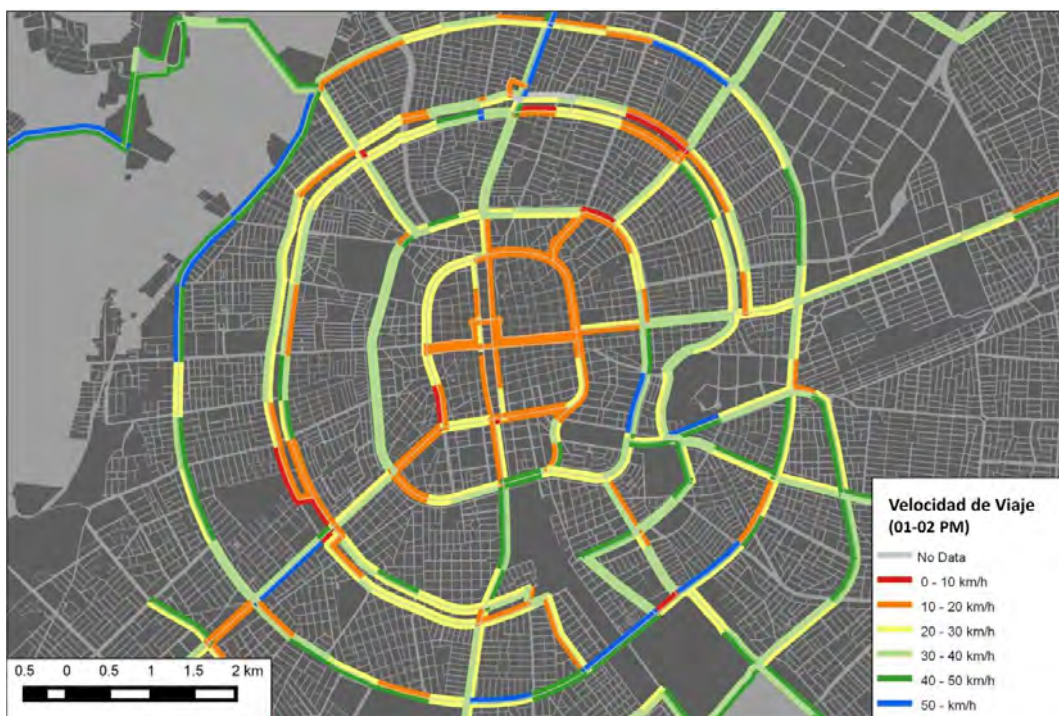 Velocidad de Viaje
(01-02 PM)
No Data
0 - 10 km/h
10 - 20 km/h
20 - 30 km/h
30 - 40 km/h
40 - 50 km/h
50 - km/h
0.5 0 0.5 1 1.5 2 km